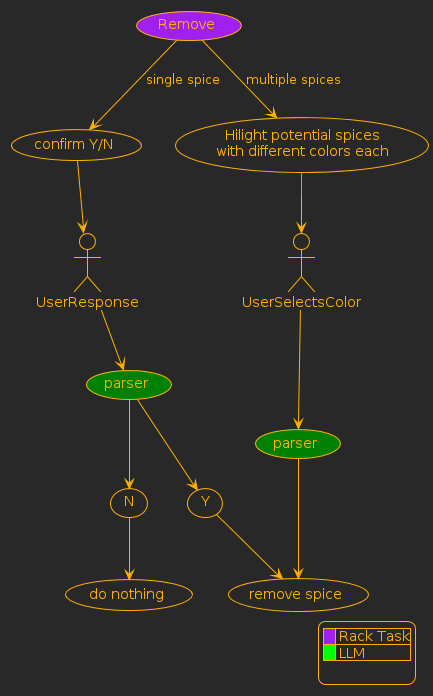 Remove
single spice
multiple spices
confirm Y/N
Hilight potential spices
with different colors each
UserResponse
UserSelectsColor
parser
parser
N
Y
do nothing
remove spice
Rack Task
LLM